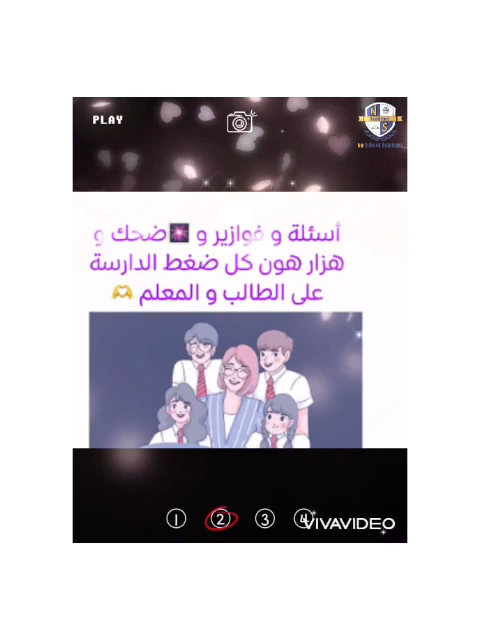 PLAY
N S
أسئلة و فوازير و 🎆ضحك و
هزار هون كل ضغط الدارسة
على الطالب و المعلم 🫶
1 2 3 4
VIVAVIDEO